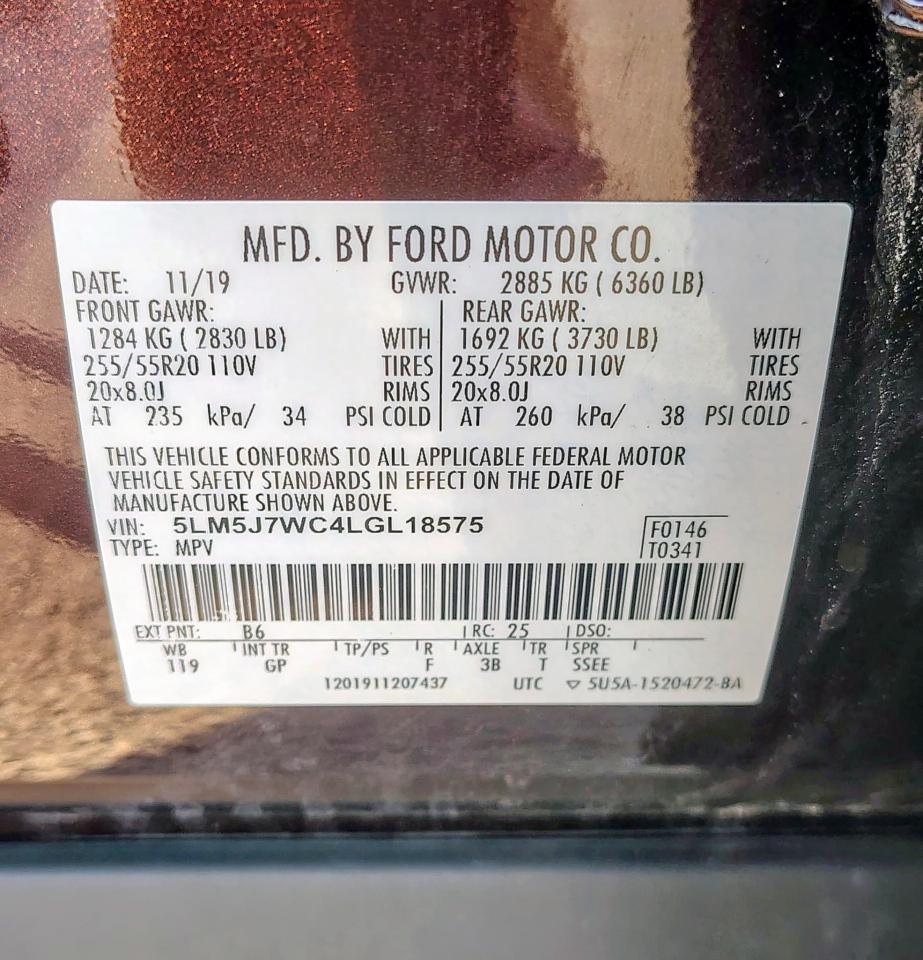 MFD. BY FORD MOTOR CO.
DATE: 11/19 GVWR: 2885 KG ( 6360 LB)
FRONT GAWR: REAR GAWR:
1284 KG ( 2830 LB) WITH 1692 KG ( 3730 LB) WITH
255/55R20 110V TIRES 255/55R20 110V TIRES
20x8.0J RIMS 20x8.0J RIMS
AT 235 kPa/ 34 PSI COLD AT 260 kPa/ 38 PSI COLD
THIS VEHICLE CONFORMS TO ALL APPLICABLE FEDERAL MOTOR
VEHICLE SAFETY STANDARDS IN EFFECT ON THE DATE OF
MANUFACTURE SHOWN ABOVE.
VIN: 5LM5J7WC4LGL18575 F0146
TYPE: MPV T0341
EXT PNT: B6 RC: 25 DSO:
WB INT TR TP/PS R AXLE TR SPR
119 GP F 3B T SSEE
1201911207437 UTC ▽ 5U5A-1520472-BA